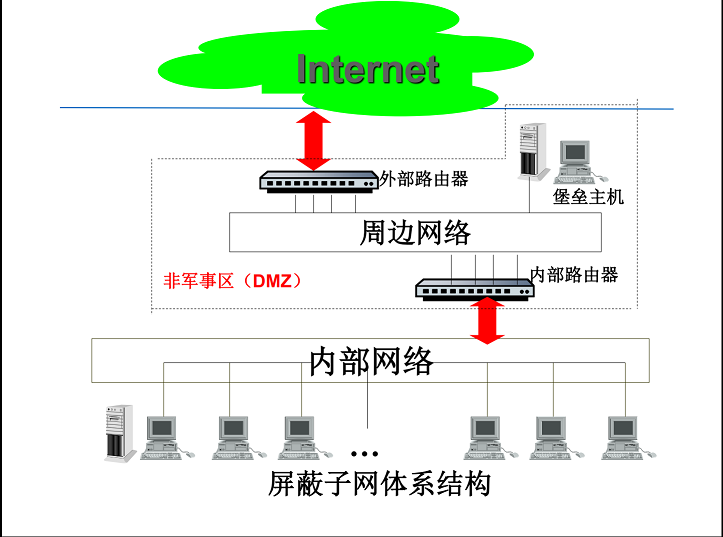 Internet
外部路由器
堡垒主机
周边网络
内部路由器
非军事区（DMZ）
内部网络
...
屏蔽子网体系结构